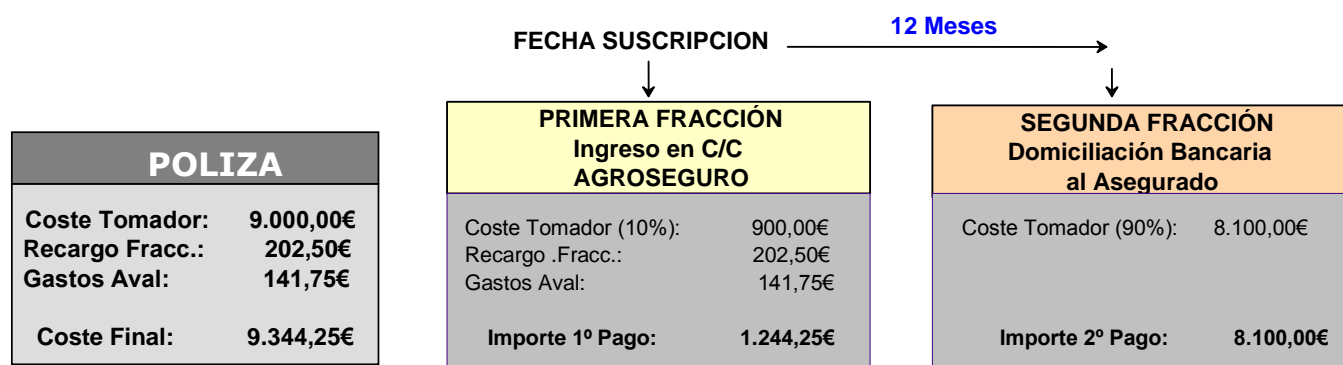 12 Meses
FECHA SUSCRIPCION
POLIZA
Coste Tomador: 9.000,00€
Recargo Fracc.: 202,50€
Gastos Aval: 141,75€
Coste Final: 9.344,25€
PRIMERA FRACCIÓN
Ingreso en C/C
AGROSEGURO
Coste Tomador (10%): 900,00€
Recargo .Fracc.: 202,50€
Gastos Aval: 141,75€
Importe 1º Pago: 1.244,25€
SEGUNDA FRACCIÓN
Domiciliación Bancaria
al Asegurado
Coste Tomador (90%): 8.100,00€
Importe 2º Pago: 8.100,00€